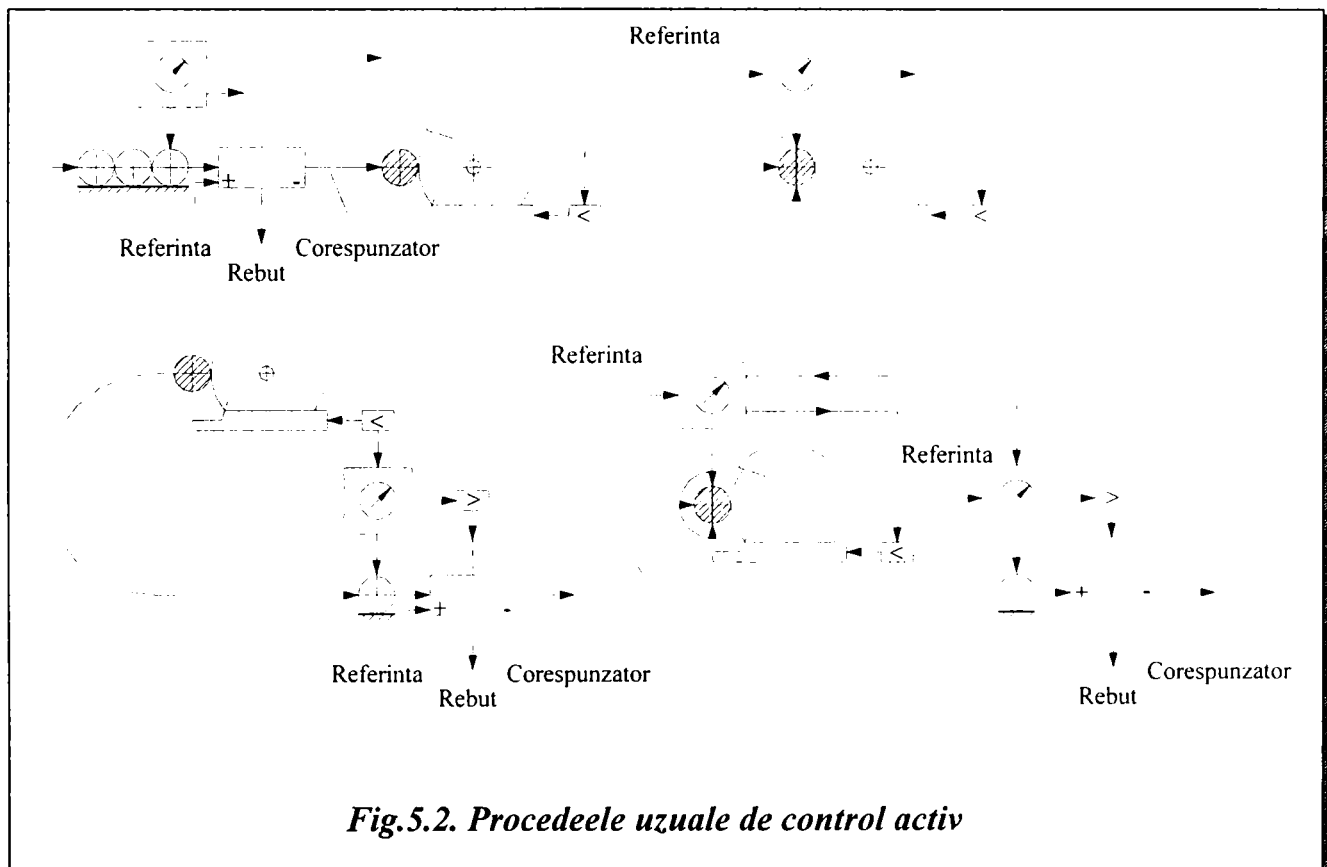 Referinta
+ -
<
<
Referinta Corespunzator
Rebut
Referinta
<
Referinta
>
>
<
+ -
+ -
Referinta Corespunzator
Rebut
Corespunzator
Rebut
Fig.5.2. Procedeele uzuale de control activ